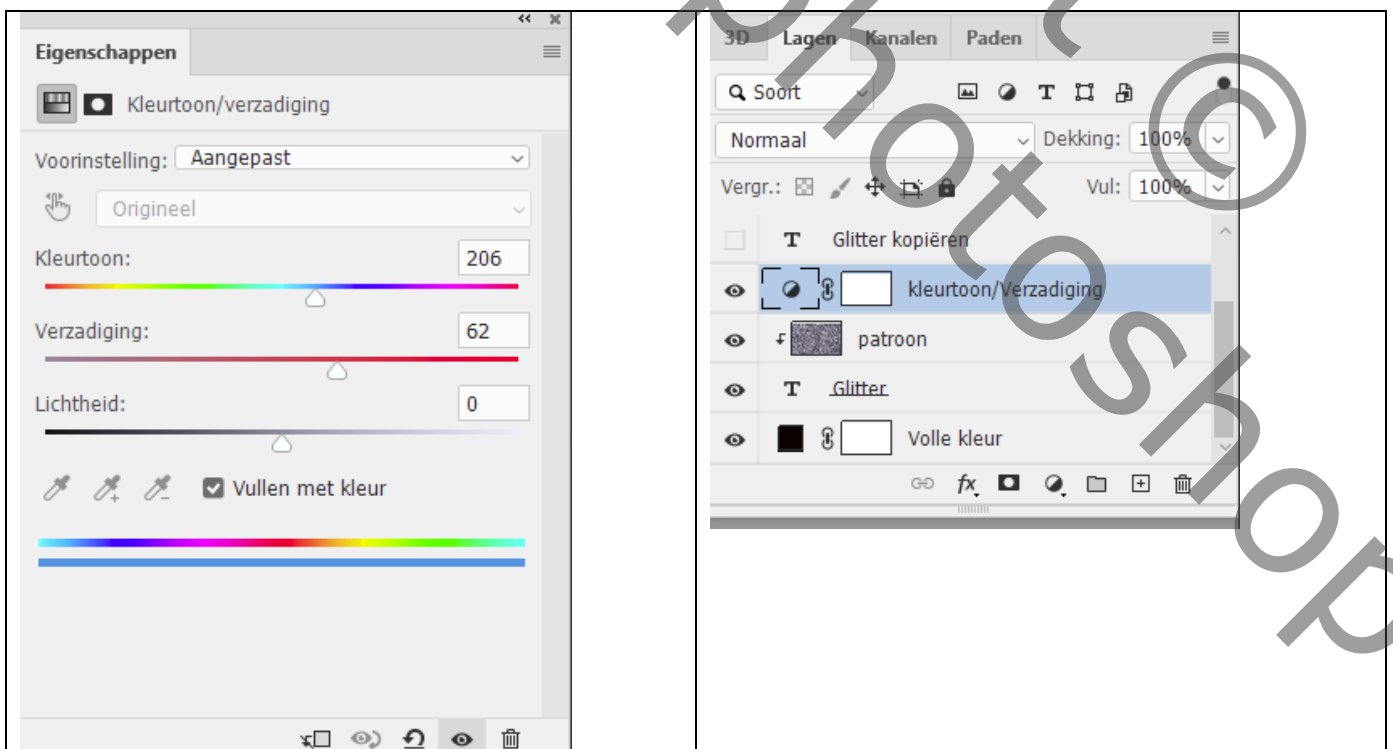 Eigenschappen
Kleurtoon/verzadiging
Voorinstelling: Aangepast
Origineel
Kleurtoon: 206
Verzadiging: 62
Lichtheid: 0
Vullen met kleur
3D Lagen Kanalen Paden
Soort
Normaal Dekking: 100%
Vergr.: Vul: 100%
T Glitter kopiëren
kleurtoon/Verzadiging
patroon
T Glitter
Volle kleur
fx
©
photoshop